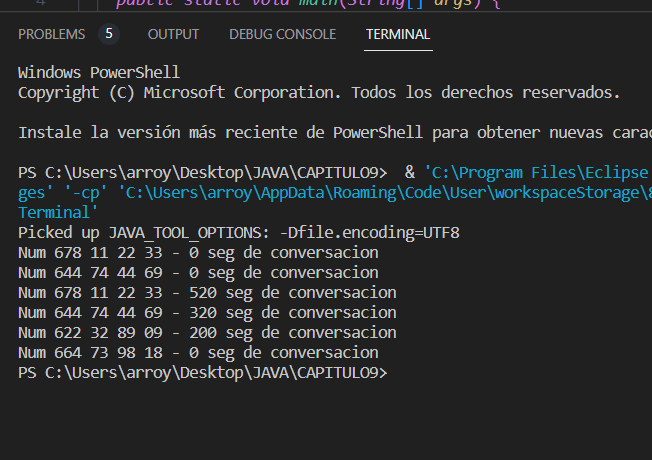 4 public static void main(String[] args) {
PROBLEMS 5 OUTPUT DEBUG CONSOLE TERMINAL
Windows PowerShell
Copyright (C) Microsoft Corporation. Todos los derechos reservados.
Instale la versión más reciente de PowerShell para obtener nuevas cara
PS C:\Users\arroy\Desktop\JAVA\CAPITULO9> & 'C:\Program Files\Eclipse
ges' '-cp' 'C:\Users\arroy\AppData\Roaming\Code\User\workspaceStorage\
Terminal'
Picked up JAVA_TOOL_OPTIONS: -Dfile.encoding=UTF8
Num 678 11 22 33 - 0 seg de conversacion
Num 644 74 44 69 - 0 seg de conversacion
Num 678 11 22 33 - 520 seg de conversacion
Num 644 74 44 69 - 320 seg de conversacion
Num 622 32 89 09 - 200 seg de conversacion
Num 664 73 98 18 - 0 seg de conversacion
PS C:\Users\arroy\Desktop\JAVA\CAPITULO9>